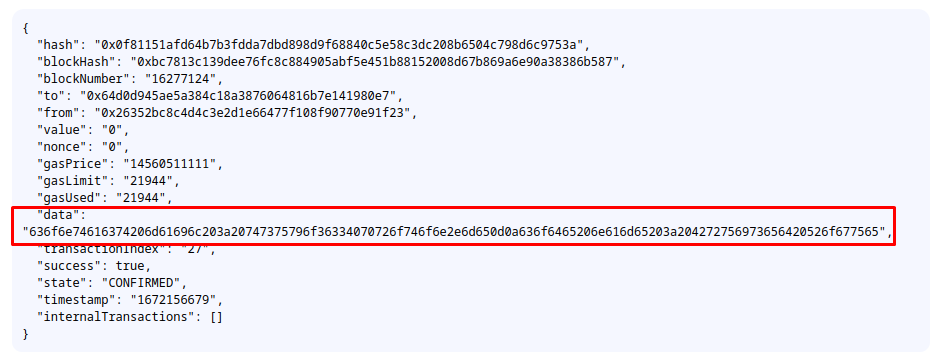 {
"hash": "0x0f81151afd64b7b3fdda7dbd898d9f68840c5e58c3dc208b6504c798d6c9753a",
"blockHash": "0xbc7813c139dee76fc8c884905abf5e451b88152008d67b869a6e90a38386b587",
"blockNumber": "16277124",
"to": "0x64d0d945ae5a384c18a3876064816b7e141980e7",
"from": "0x26352bc8c4d4c3e2d1e66477f108f90770e91f23",
"value": "0",
"nonce": "0",
"gasPrice": "14560511111",
"gasLimit": "21944",
"gasUsed": "21944",
"data":
"636f6e74616374206d61696c203a20747375796f36334070726f746f6e2e6d650d0a636f6465206e616d65203a204272756973656420526f677565",
"transactionIndex": "27",
"success": true,
"state": "CONFIRMED",
"timestamp": "1672156679",
"internalTransactions": []
}